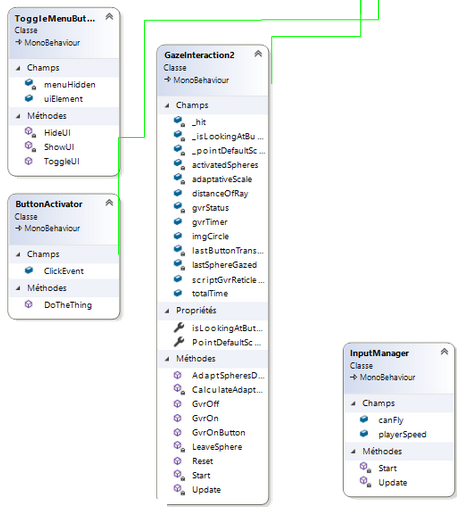 ToggleMenuBut...
Classe
MonoBehaviour
Champs
menuHidden
uiElement
Méthodes
HideUI
ShowUI
ToggleUI
ButtonActivator
Classe
MonoBehaviour
Champs
ClickEvent
Méthodes
DoTheThing
GazeInteraction2
Classe
MonoBehaviour
Champs
_hit
_isLookingAtBu...
_pointDefaultSc...
activatedSpheres
adaptativeScale
distanceOfRay
gvrStatus
gvrTimer
imgCircle
lastButtonTrans...
lastSphereGazed
scriptGvrReticle...
totalTime
Propriétés
isLookingAtBut...
PointDefaultSc...
Méthodes
AdaptSpheresD...
CalculateAdapt...
GvrOff
GvrOn
GvrOnButton
LeaveSphere
Reset
Start
Update
InputManager
Classe
MonoBehaviour
Champs
canFly
playerSpeed
Méthodes
Start
Update